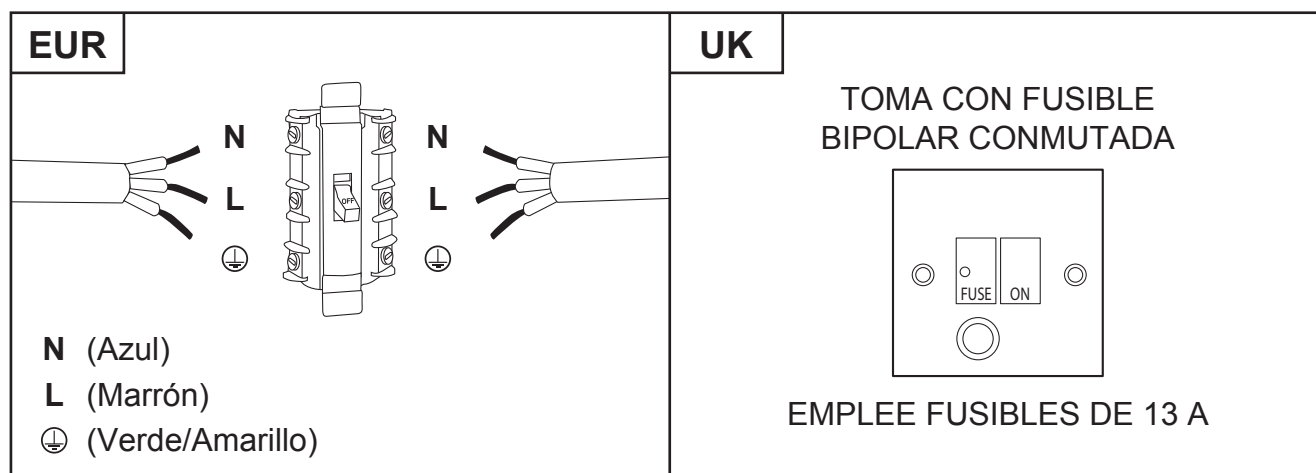 EUR
N
L
OFF
N
L
N (Azul)
L (Marrón)
(Verde/Amarillo)
UK
TOMA CON FUSIBLE
BIPOLAR CONMUTADA
FUSE ON
EMPLEE FUSIBLES DE 13 A